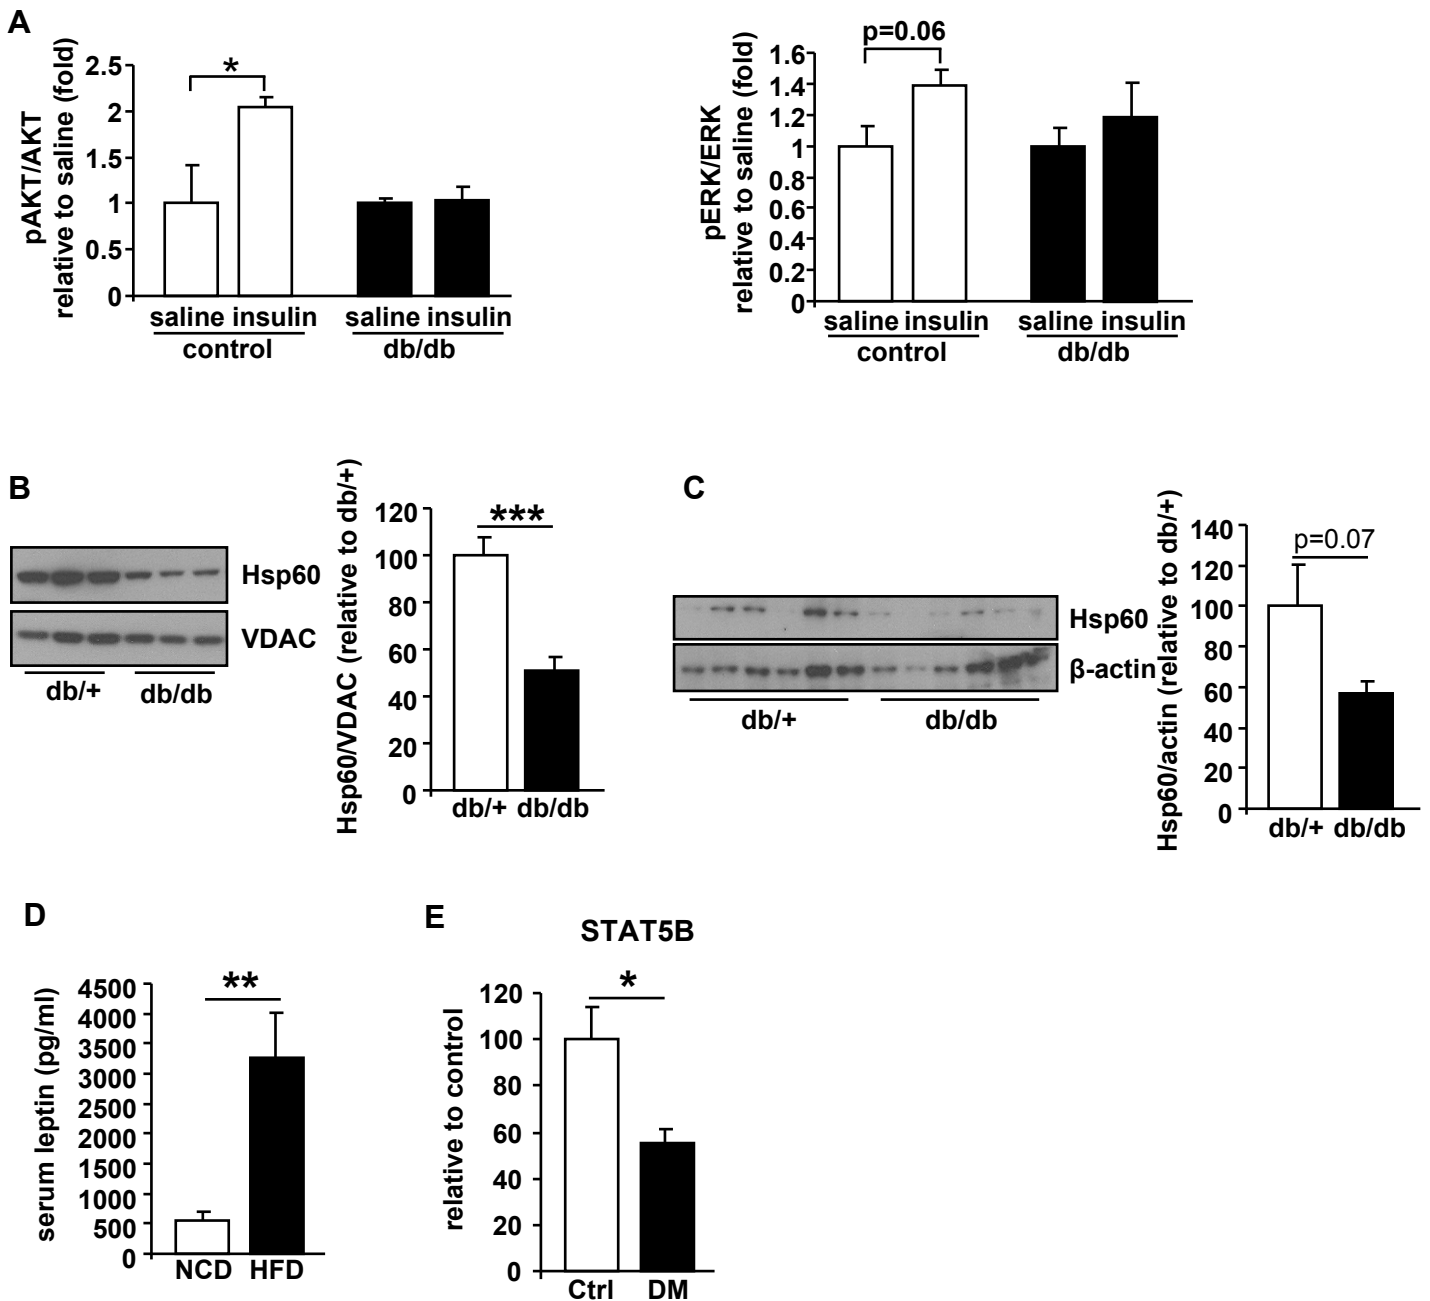 A
pAKT/AKT
relative to saline (fold)
2.5
2
1.5
1
0.5
0
*
saline insulin saline insulin
control db/db
pERK/ERK
relative to saline (fold)
1.6
1.4
1.2
1
0.8
0.6
0.4
0.2
0
p=0.06
saline insulin saline insulin
control db/db
B
Hsp60
VDAC
db/+ db/db
Hsp60/VDAC (relative to db/+)
120
100
80
60
40
20
0
***
db/+ db/db
C
Hsp60
β-actin
db/+ db/db
Hsp60/actin (relative to db/+)
140
120
100
80
60
40
20
0
p=0.07
db/+ db/db
D
serum leptin (pg/ml)
4500
4000
3500
3000
2500
2000
1500
1000
500
0
**
NCD HFD
E
STAT5B
relative to control
120
100
80
60
40
20
0
*
Ctrl DM